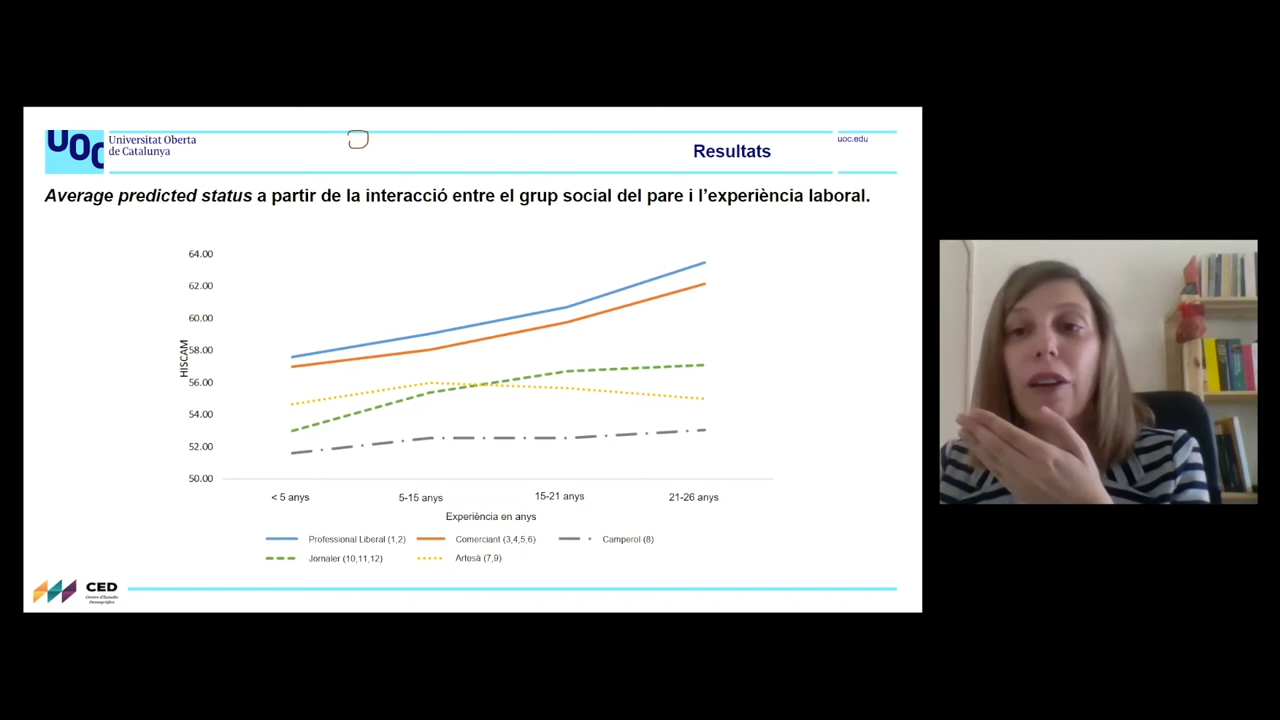 UOC
Universitat Oberta
de Catalunya
Resultats
uoc.edu
Average predicted status a partir de la interacció entre el grup social del pare i l'experiència laboral.
HISCAM
64.00
62.00
60.00
58.00
56.00
54.00
52.00
50.00
< 5 anys
5-15 anys
15-21 anys
21-26 anys
Experiència en anys
Professional Liberal (1,2)
Comerciant (3,4,5,6)
Camperol (8)
Jornaler (10,11,12)
Artesà (7,9)
CED
Centre d'Estudis
Demogràfics